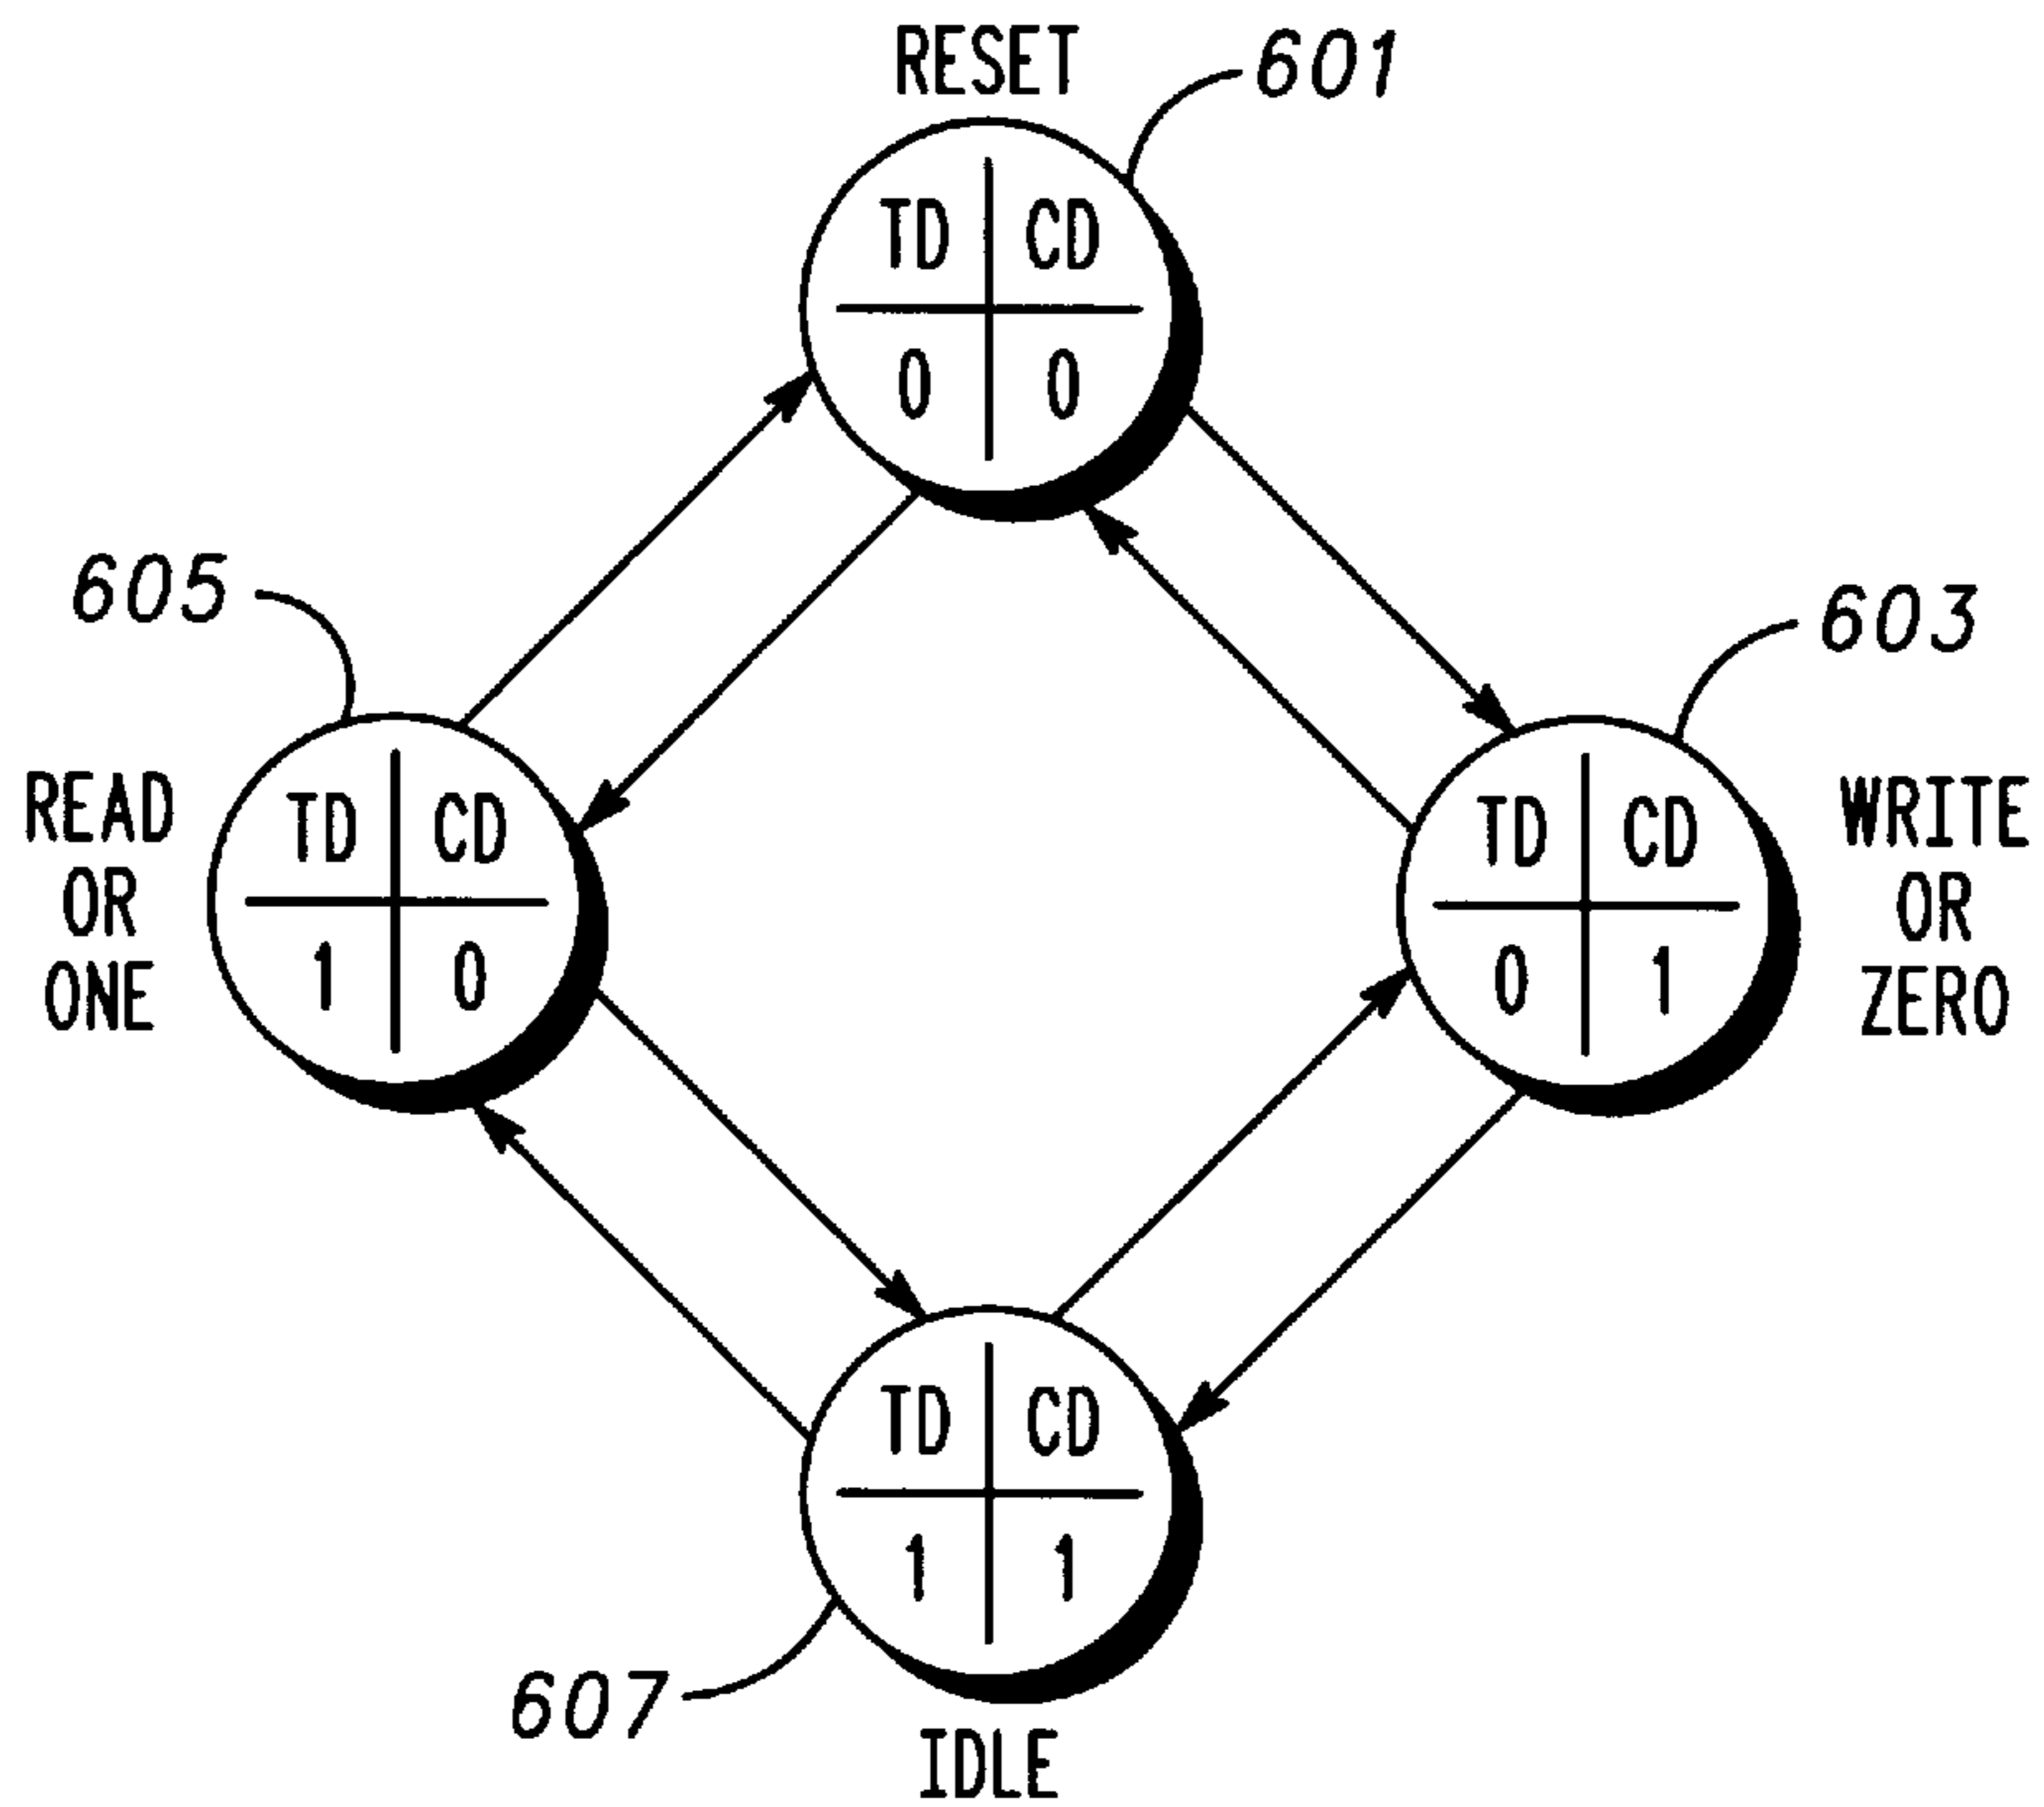 RESET
601
TD CD
0 0
605
603
READ
OR
ONE
TD CD
1 0
TD CD
0 1
WRITE
OR
ZERO
TD CD
1 1
607
IDLE